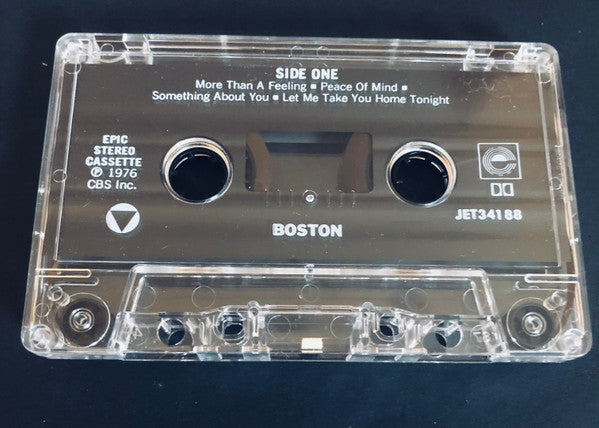 SIDE ONE
More Than A Feeling ■ Peace Of Mind ■
Something About You ■ Let Me Take You Home Tonight
EPIC
STEREO
CASSETTE
℗ 1976
CBS Inc.
e
BOSTON
JET34188